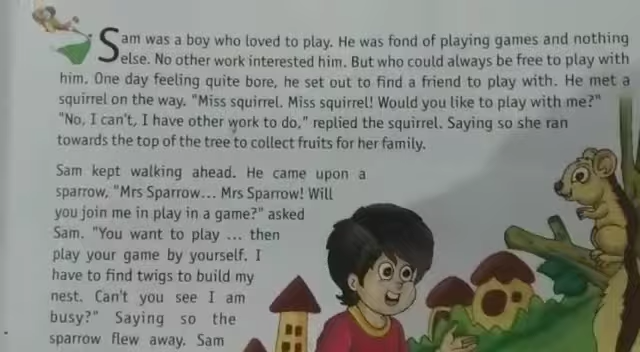 Sam was a boy who loved to play. He was fond of playing games and nothing
else. No other work interested him. But who could always be free to play with
him. One day feeling quite bore, he set out to find a friend to play with. He met a
squirrel on the way. "Miss squirrel. Miss squirrel! Would you like to play with me?"
"No, I can't, I have other work to do," replied the squirrel. Saying so she ran
towards the top of the tree to collect fruits for her family.
Sam kept walking ahead. He came upon a
sparrow, "Mrs Sparrow... Mrs Sparrow! Will
you join me in play in a game?" asked
Sam. "You want to play ... then
play your game by yourself. I
have to find twigs to build my
nest. Can't you see I am
busy?" Saying so the
sparrow flew away. Sam